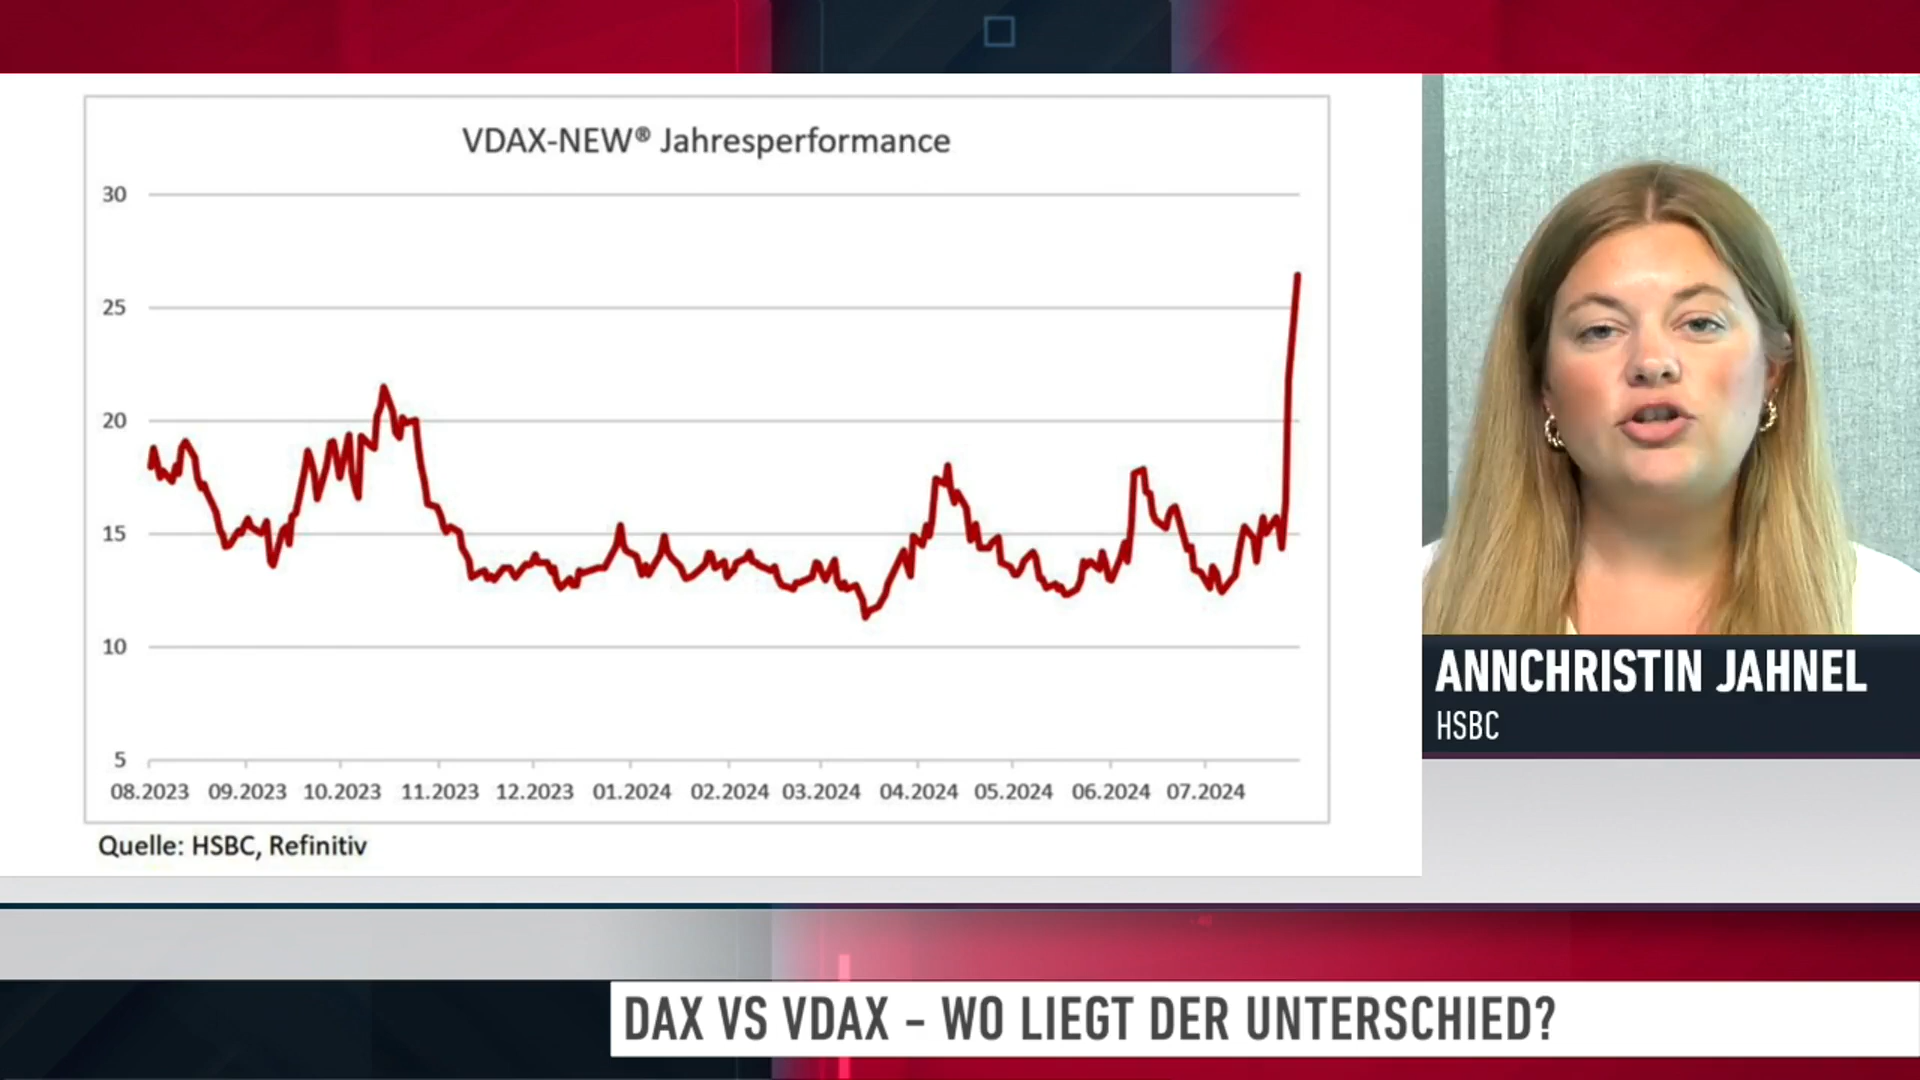 VDAX-NEW® Jahresperformance
30
25
20
15
10
5
08.2023 09.2023 10.2023 11.2023 12.2023 01.2024 02.2024 03.2024 04.2024 05.2024 06.2024 07.2024
Quelle: HSBC, Refinitiv
ANNCHRISTIN JAHNEL
HSBC
DAX VS VDAX – WO LIEGT DER UNTERSCHIED?